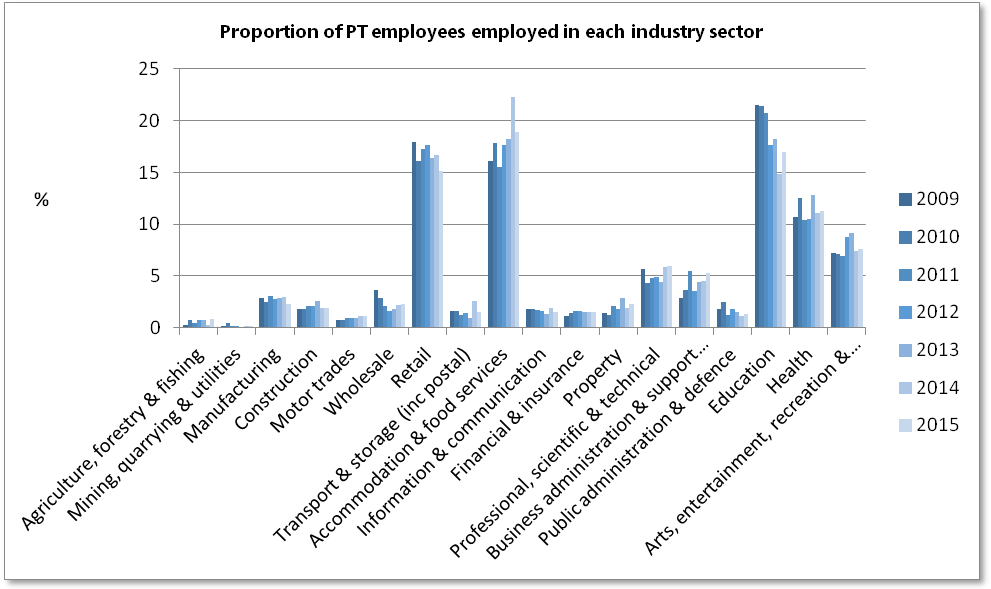 Proportion of PT employees employed in each industry sector
25
20
15
10
5
0
%
Agriculture, forestry & fishing
Mining, quarrying & utilities
Manufacturing
Construction
Motor trades
Wholesale
Retail
Transport & storage (inc postal)
Accommodation & food services
Information & communication
Financial & insurance
Property
Professional, scientific & technical
Business administration & support...
Public administration & defence
Education
Health
Arts, entertainment, recreation &...
2009
2010
2011
2012
2013
2014
2015